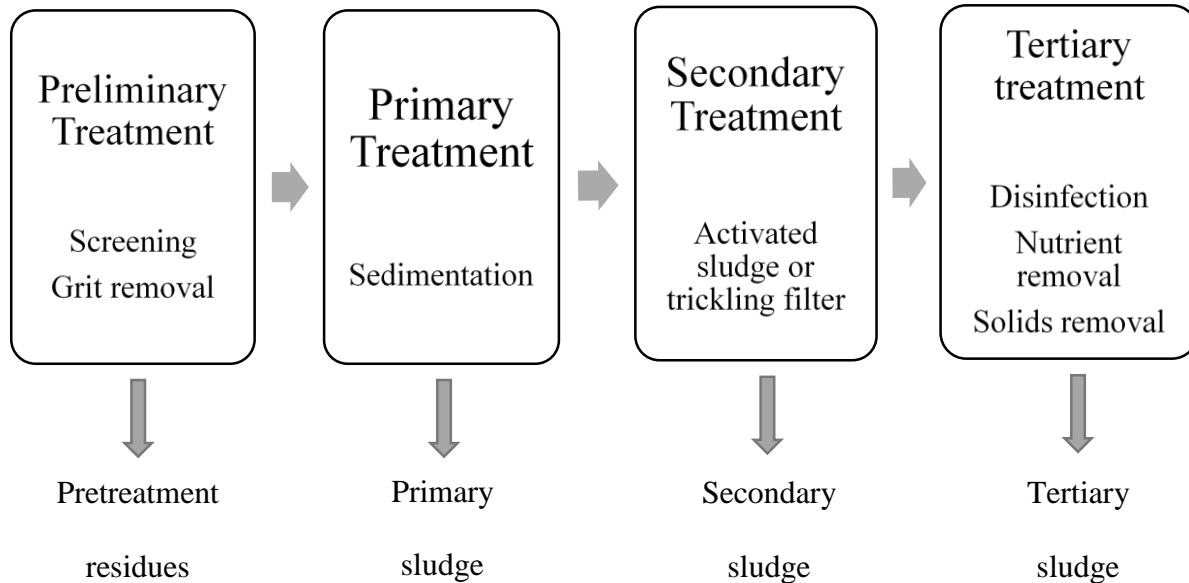 Preliminary
Treatment
Screening
Grit removal
Primary
Treatment
Sedimentation
Secondary
Treatment
Activated
sludge or
trickling filter
Tertiary
treatment
Disinfection
Nutrient
removal
Solids removal
Pretreatment
residues
Primary
sludge
Secondary
sludge
Tertiary
sludge